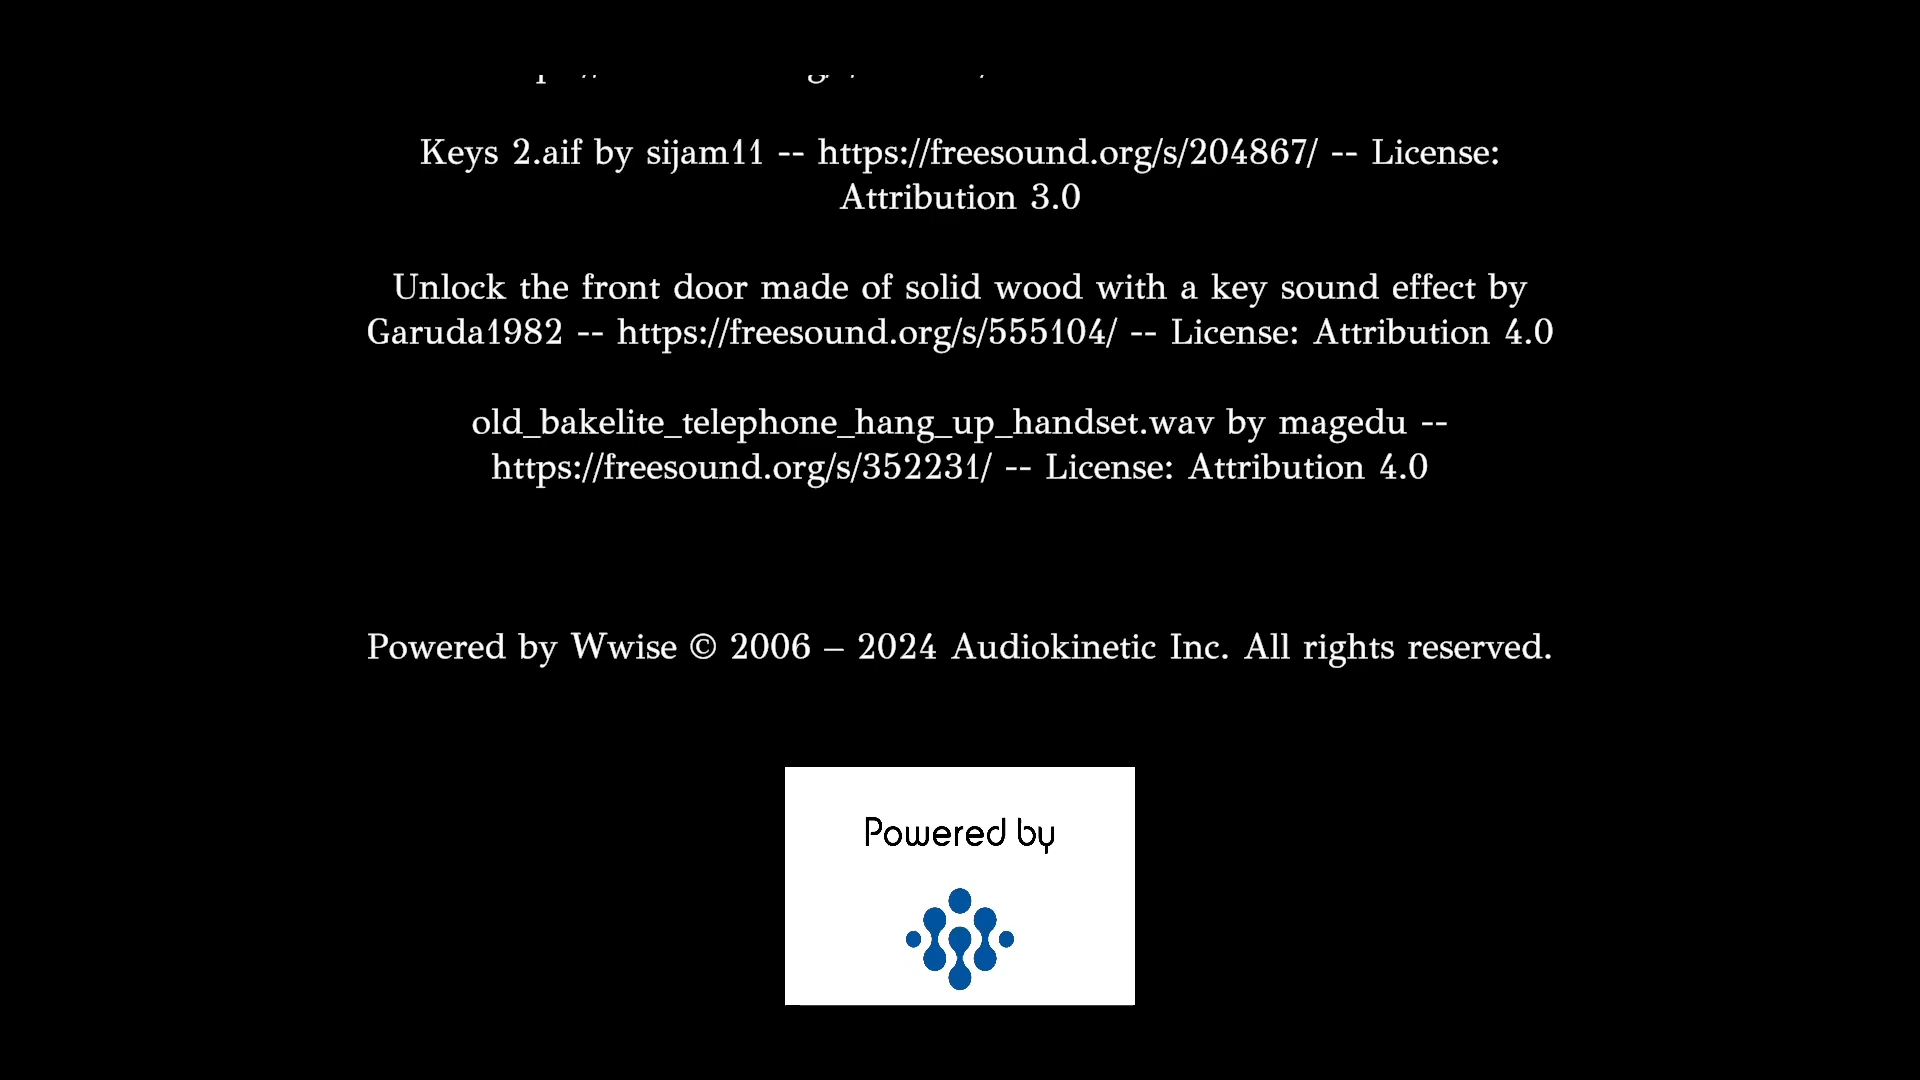 Keys 2.aif by sijam11 -- https://freesound.org/s/204867/ -- License:
Attribution 3.0
Unlock the front door made of solid wood with a key sound effect by
Garuda1982 -- https://freesound.org/s/555104/ -- License: Attribution 4.0
old_bakelite_telephone_hang_up_handset.wav by magedu --
https://freesound.org/s/352231/ -- License: Attribution 4.0
Powered by Wwise © 2006 – 2024 Audiokinetic Inc. All rights reserved.
Powered by